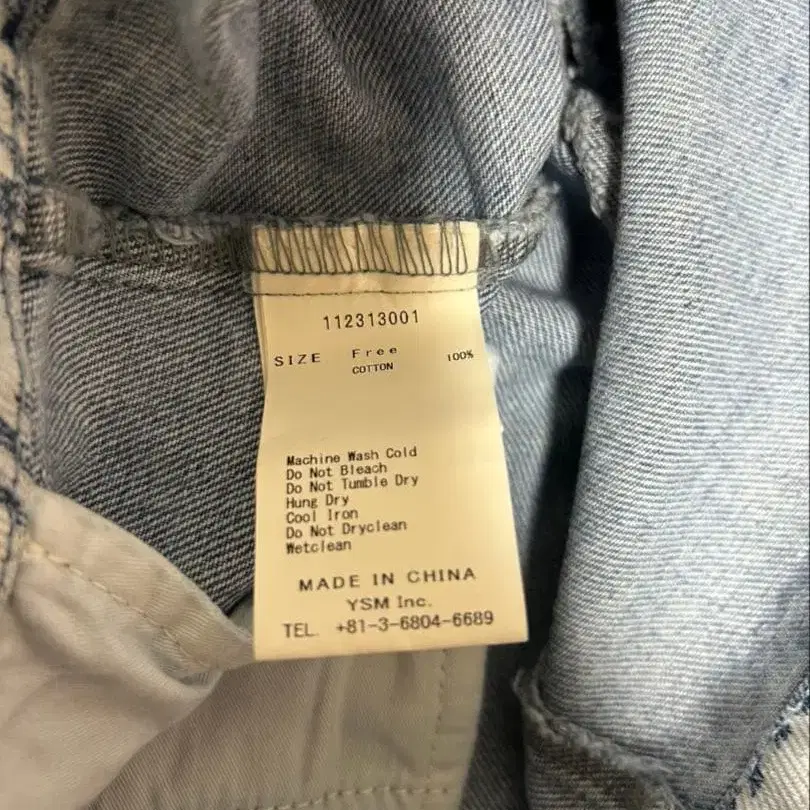 112313001
SIZE Free
COTTON 100%
Machine Wash Cold
Do Not Bleach
Do Not Tumble Dry
Hung Dry
Cool Iron
Do Not Dryclean
Wetclean
MADE IN CHINA
YSM Inc.
TEL. +81-3-6804-6689